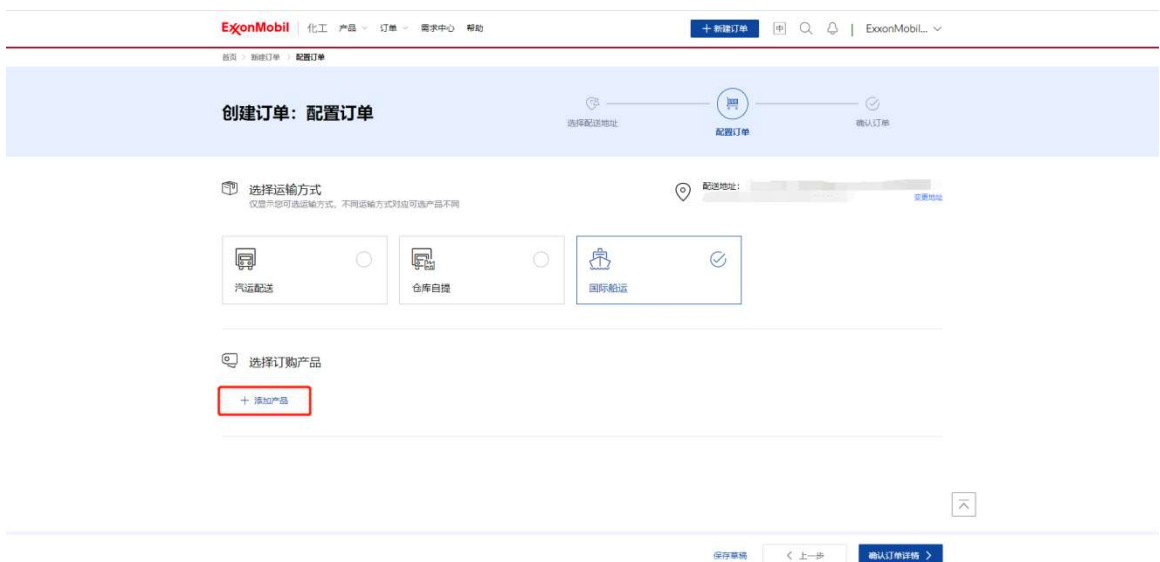 ExxonMobil 化工 产品 订单 需求中心 帮助 + 新建订单 中 ExxonMobil...
首页 > 新建订单 > 配置订单
创建订单：配置订单
选择配送地址 配置订单 确认订单
选择运输方式
仅显示您可选运输方式，不同运输方式对应可选产品不同
配送地址：
变更地址
汽运配送 仓库自提 国际船运
选择订购产品
+ 添加产品
保存草稿 < 上一步 确认订单详情 >